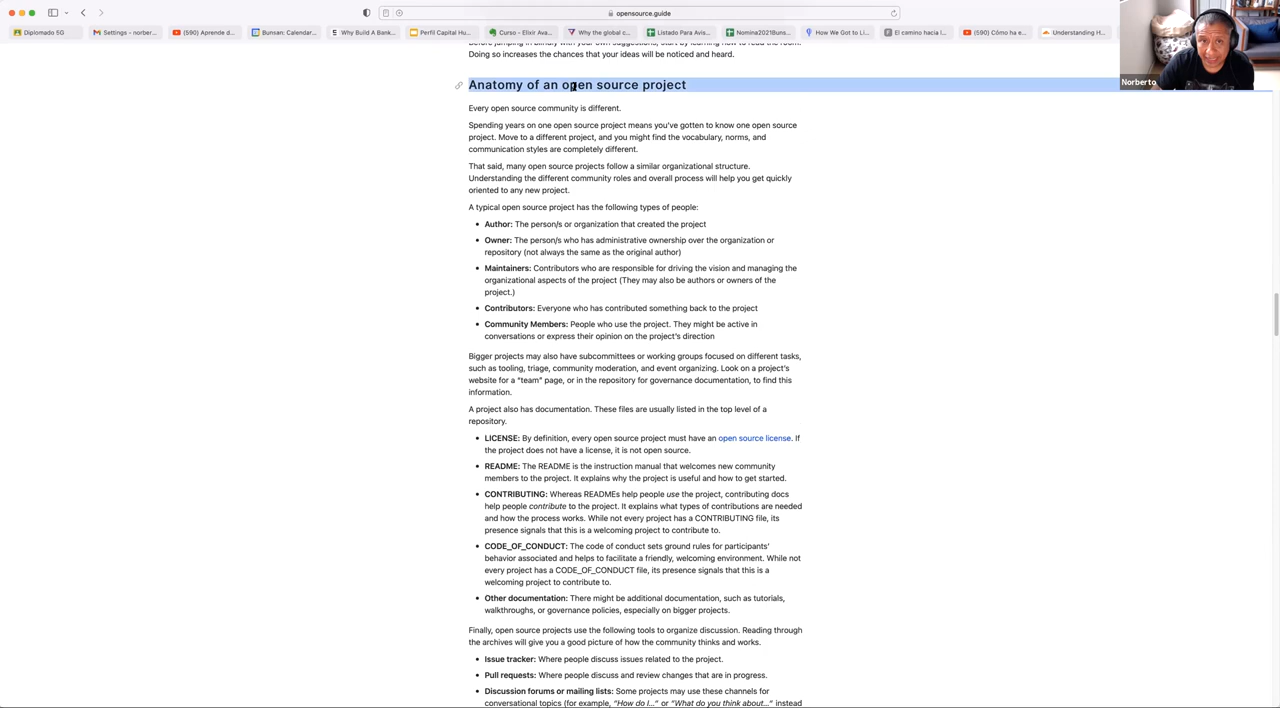 opensource.guide
Diplomado 5G
Settings - norber...
(590) Aprende d...
Bunsan: Calendar...
Why Build A Bank...
Perfil Capital Hu...
Curso - Elixir Ava...
Why the global c...
Listado Para Avis...
Nomina2021Buns...
How We Got to Li...
El camino hacia l...
(590) Cómo ha e...
Understanding H...
Norberto
Doing so increases the chances that your ideas will be noticed and heard.
Anatomy of an open source project
Every open source community is different.
Spending years on one open source project means you've gotten to know one open source
project. Move to a different project, and you might find the vocabulary, norms, and
communication styles are completely different.
That said, many open source projects follow a similar organizational structure.
Understanding the different community roles and overall process will help you get quickly
oriented to any new project.
A typical open source project has the following types of people:
• Author: The person/s or organization that created the project
• Owner: The person/s who has administrative ownership over the organization or
repository (not always the same as the original author)
• Maintainers: Contributors who are responsible for driving the vision and managing the
organizational aspects of the project (They may also be authors or owners of the
project.)
• Contributors: Everyone who has contributed something back to the project
• Community Members: People who use the project. They might be active in
conversations or express their opinion on the project's direction
Bigger projects may also have subcommittees or working groups focused on different tasks,
such as tooling, triage, community moderation, and event organizing. Look on a project's
website for a "team" page, or in the repository for governance documentation, to find this
information.
A project also has documentation. These files are usually listed in the top level of a
repository.
• LICENSE: By definition, every open source project must have an open source license. If
the project does not have a license, it is not open source.
• README: The README is the instruction manual that welcomes new community
members to the project. It explains why the project is useful and how to get started.
• CONTRIBUTING: Whereas READMEs help people use the project, contributing docs
help people contribute to the project. It explains what types of contributions are needed
and how the process works. While not every project has a CONTRIBUTING file, its
presence signals that this is a welcoming project to contribute to.
• CODE_OF_CONDUCT: The code of conduct sets ground rules for participants'
behavior associated and helps to facilitate a friendly, welcoming environment. While not
every project has a CODE_OF_CONDUCT file, its presence signals that this is a
welcoming project to contribute to.
• Other documentation: There might be additional documentation, such as tutorials,
walkthroughs, or governance policies, especially on bigger projects.
Finally, open source projects use the following tools to organize discussion. Reading through
the archives will give you a good picture of how the community thinks and works.
• Issue tracker: Where people discuss issues related to the project.
• Pull requests: Where people discuss and review changes that are in progress.
• Discussion forums or mailing lists: Some projects may use these channels for
conversational topics (for example, "How do I..." or "What do you think about..." instead